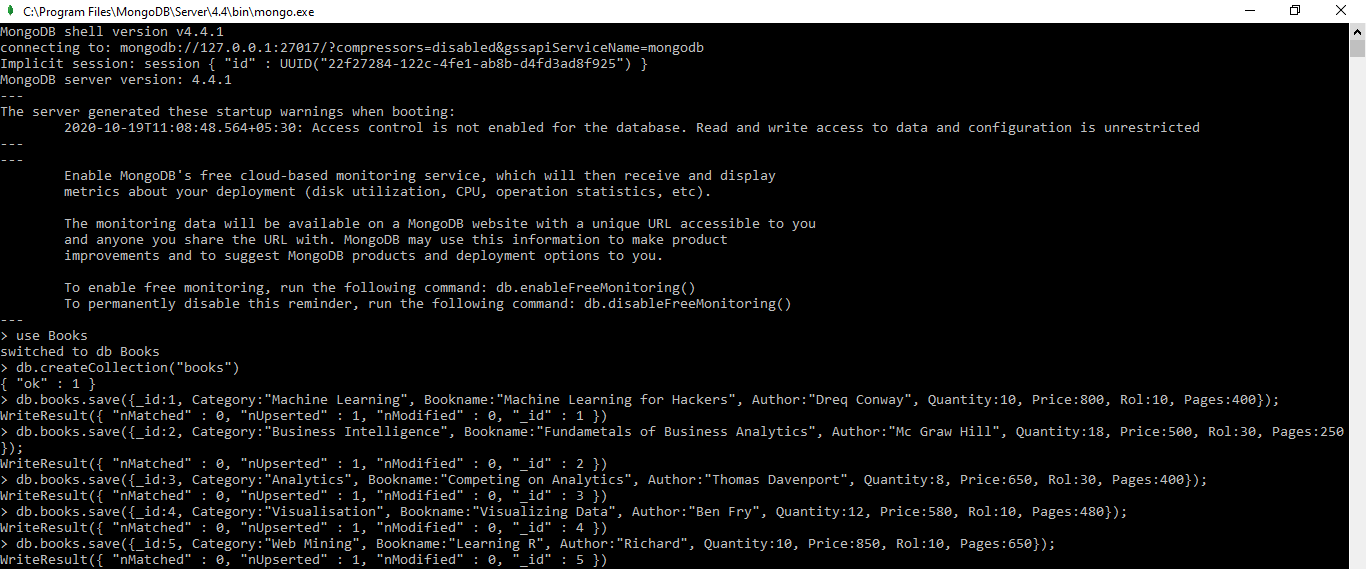 C:\Program Files\MongoDB\Server\4.4\bin\mongo.exe
MongoDB shell version v4.4.1
connecting to: mongodb://127.0.0.1:27017/?compressors=disabled&gssapiServiceName=mongodb
Implicit session: session { "id" : UUID("22f27284-122c-4fe1-ab8b-d4fd3ad8f925") }
MongoDB server version: 4.4.1
---
The server generated these startup warnings when booting:
        2020-10-19T11:08:48.564+05:30: Access control is not enabled for the database. Read and write access to data and configuration is unrestricted
---
---
        Enable MongoDB's free cloud-based monitoring service, which will then receive and display
        metrics about your deployment (disk utilization, CPU, operation statistics, etc).

        The monitoring data will be available on a MongoDB website with a unique URL accessible to you
        and anyone you share the URL with. MongoDB may use this information to make product
        improvements and to suggest MongoDB products and deployment options to you.

        To enable free monitoring, run the following command: db.enableFreeMonitoring()
        To permanently disable this reminder, run the following command: db.disableFreeMonitoring()
---
> use Books
switched to db Books
> db.createCollection("books")
{ "ok" : 1 }
> db.books.save({_id:1, Category:"Machine Learning", Bookname:"Machine Learning for Hackers", Author:"Dreq Conway", Quantity:10, Price:800, Rol:10, Pages:400});
WriteResult({ "nMatched" : 0, "nUpserted" : 1, "nModified" : 0, "_id" : 1 })
> db.books.save({_id:2, Category:"Business Intelligence", Bookname:"Fundametals of Business Analytics", Author:"Mc Graw Hill", Quantity:18, Price:500, Rol:30, Pages:250
});
WriteResult({ "nMatched" : 0, "nUpserted" : 1, "nModified" : 0, "_id" : 2 })
> db.books.save({_id:3, Category:"Analytics", Bookname:"Competing on Analytics", Author:"Thomas Davenport", Quantity:8, Price:650, Rol:30, Pages:400});
WriteResult({ "nMatched" : 0, "nUpserted" : 1, "nModified" : 0, "_id" : 3 })
> db.books.save({_id:4, Category:"Visualisation", Bookname:"Visualizing Data", Author:"Ben Fry", Quantity:12, Price:580, Rol:10, Pages:480});
WriteResult({ "nMatched" : 0, "nUpserted" : 1, "nModified" : 0, "_id" : 4 })
> db.books.save({_id:5, Category:"Web Mining", Bookname:"Learning R", Author:"Richard", Quantity:10, Price:850, Rol:10, Pages:650});
WriteResult({ "nMatched" : 0, "nUpserted" : 1, "nModified" : 0, "_id" : 5 })